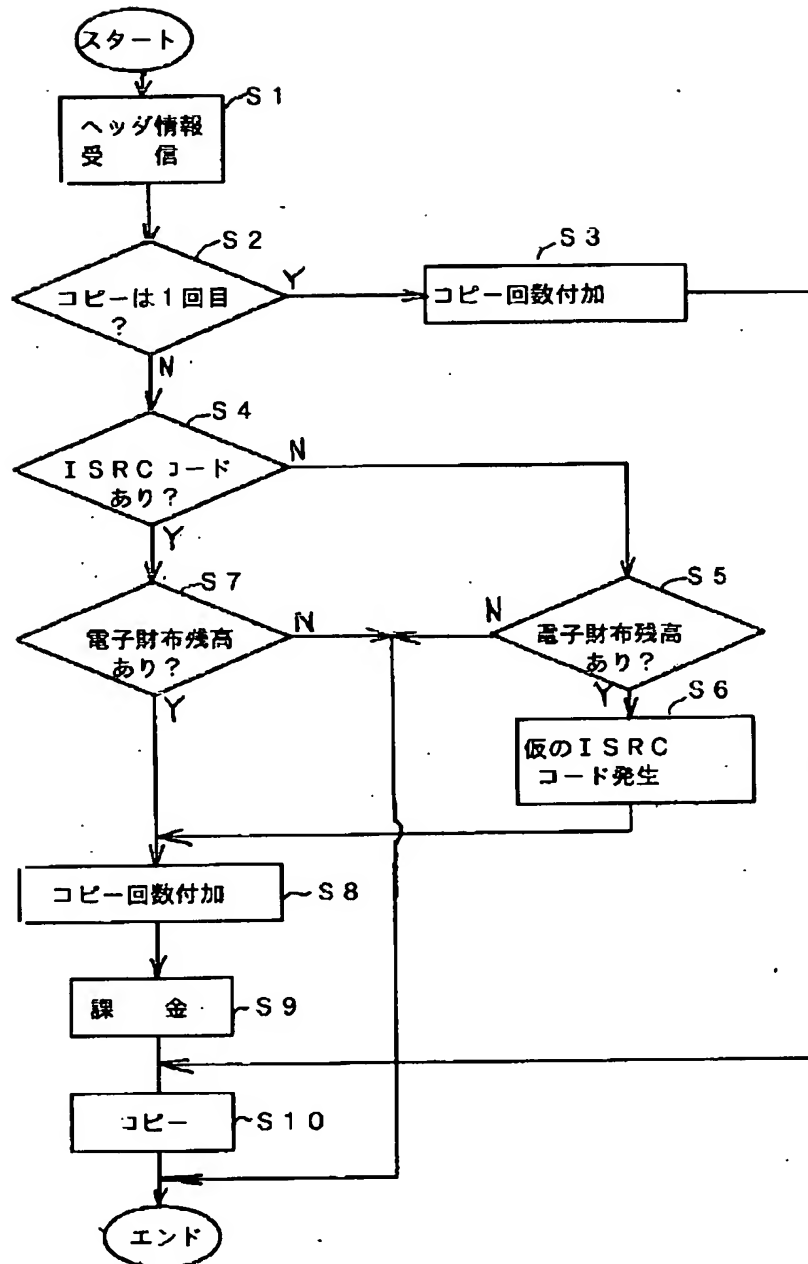 スタート
S1
ヘッダ情報
受 信
S2
コピーは1回目
?
Y
N
S3
コピー回数付加
S4
ISRCコード
あり?
N
Y
S7
電子財布残高
あり?
N
Y
S5
電子財布残高
あり?
N
Y
S6
仮のISRC
コード発生
コピー回数付加
S8
課 金
S9
コピー
S10
エンド